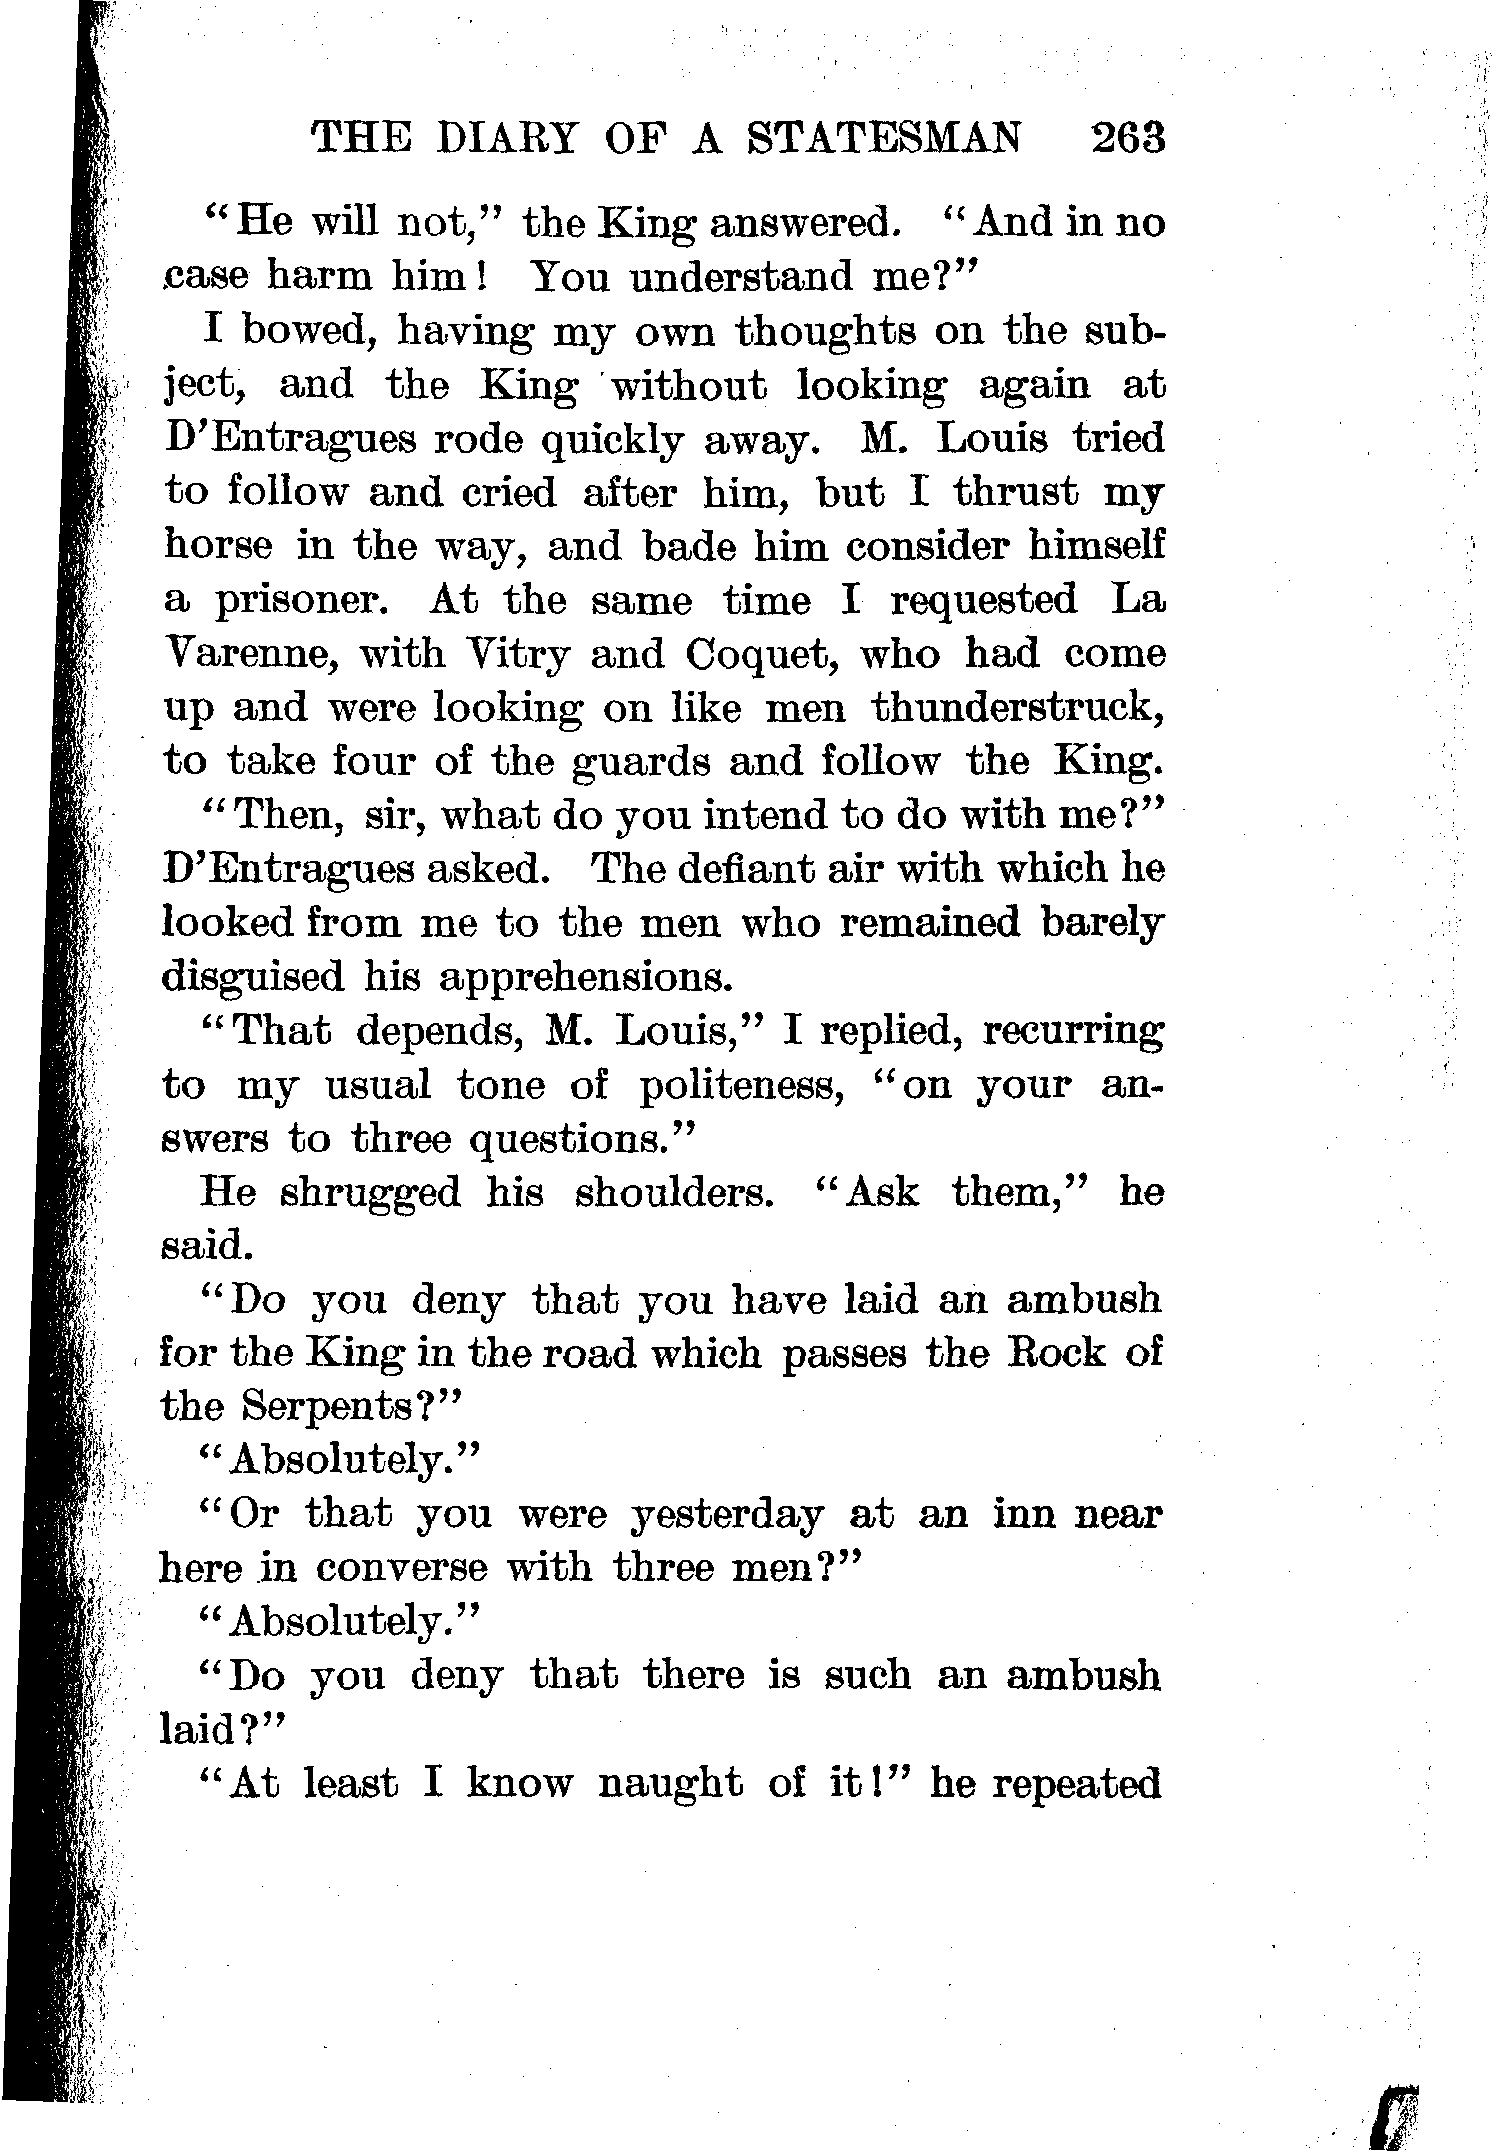 THE DIARY OF A STATESMAN 263
"He will not," the King answered. "And in no
case harm him! You understand me?"
I bowed, having my own thoughts on the sub-
ject, and the King without looking again at
D'Entragues rode quickly away. M. Louis tried
to follow and cried after him, but I thrust my
horse in the way, and bade him consider himself
a prisoner. At the same time I requested La
Varenne, with Vitry and Coquet, who had come
up and were looking on like men thunderstruck,
to take four of the guards and follow the King.
"Then, sir, what do you intend to do with me?"
D'Entragues asked. The defiant air with which he
looked from me to the men who remained barely
disguised his apprehensions.
"That depends, M. Louis," I replied, recurring
to my usual tone of politeness, "on your an-
swers to three questions."
He shrugged his shoulders. "Ask them," he
said.
"Do you deny that you have laid an ambush
for the King in the road which passes the Rock of
the Serpents?"
"Absolutely."
"Or that you were yesterday at an inn near
here in converse with three men?"
"Absolutely."
"Do you deny that there is such an ambush
laid?"
"At least I know naught of it!" he repeated